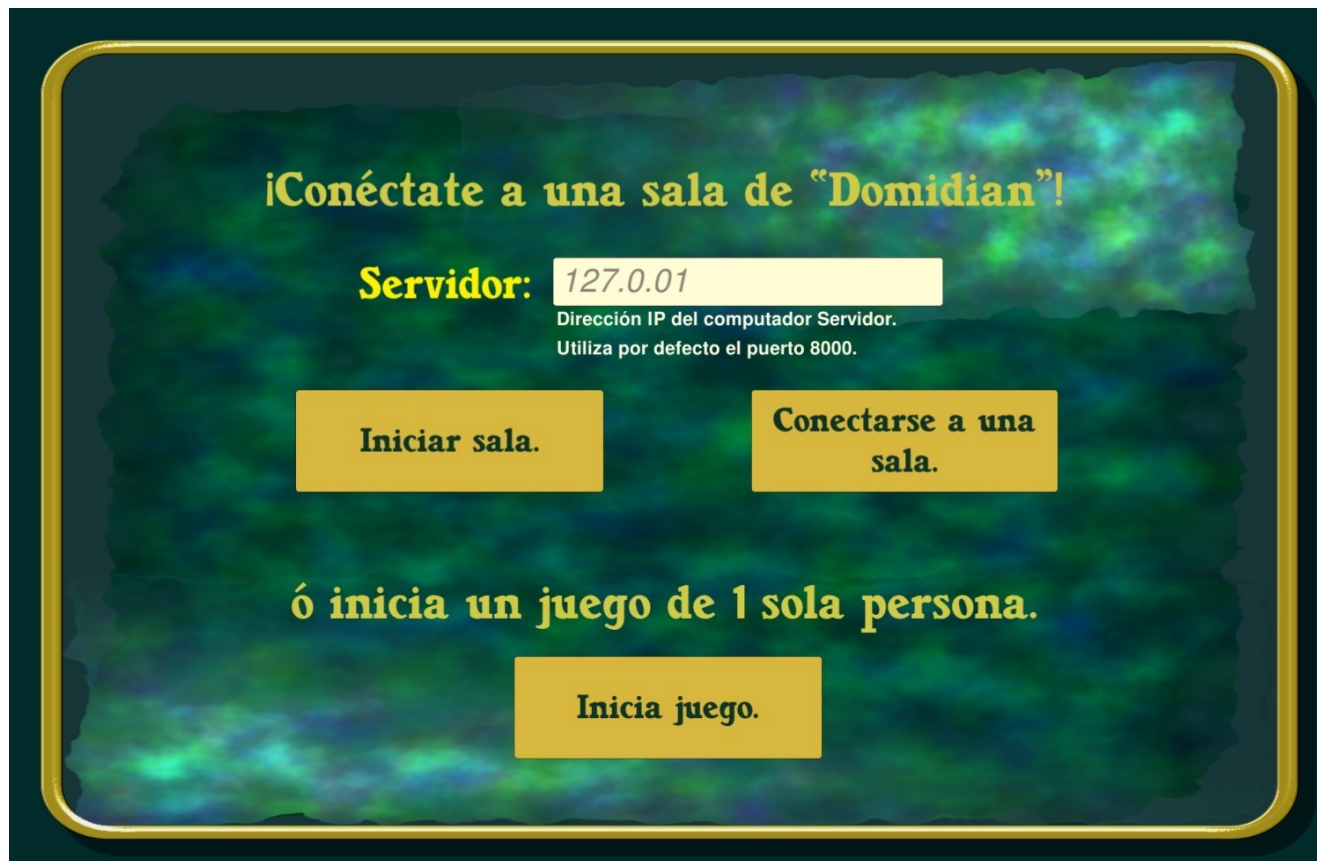 ¡Conéctate a una sala de “Domidian”!
Servidor: 127.0.01
Dirección IP del computador Servidor.
Utiliza por defecto el puerto 8000.
Iniciar sala.
Conectarse a una
sala.
ó inicia un juego de 1 sola persona.
Inicia juego.